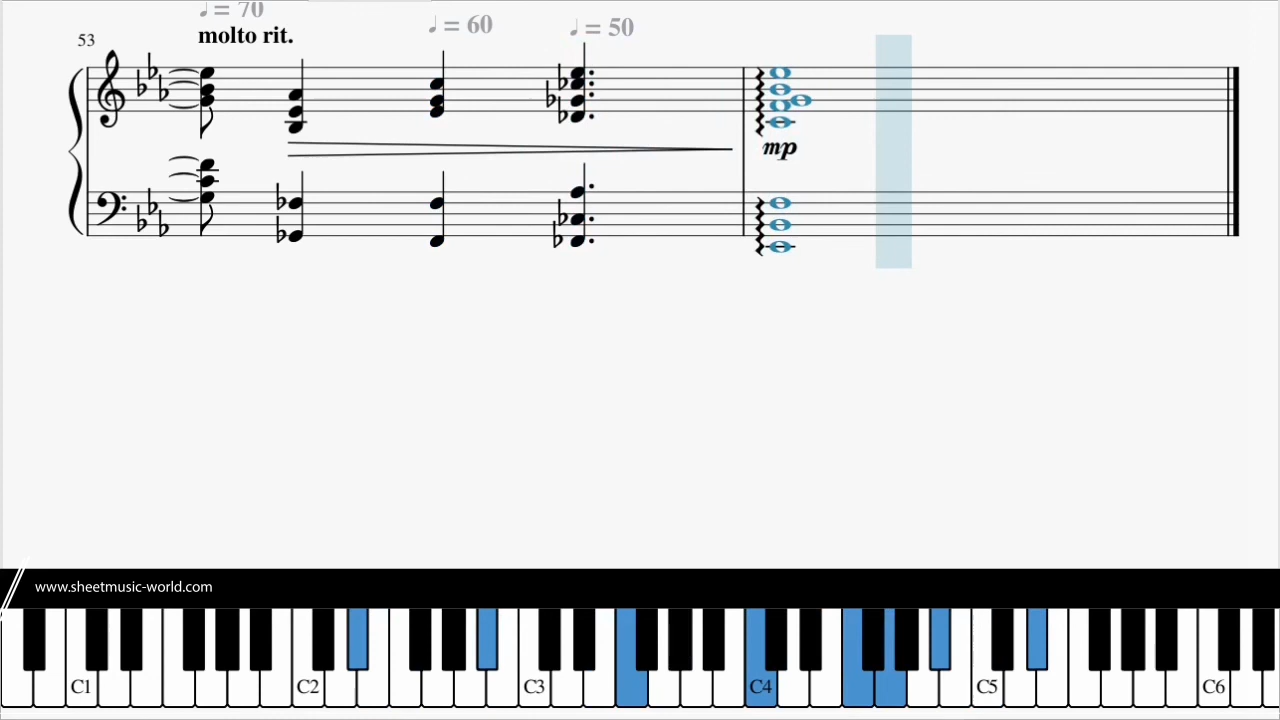 ♩ = 70
molto rit.
♩ = 60
♩ = 50
53
mp
www.sheetmusic-world.com
C1 C2 C3 C4 C5 C6